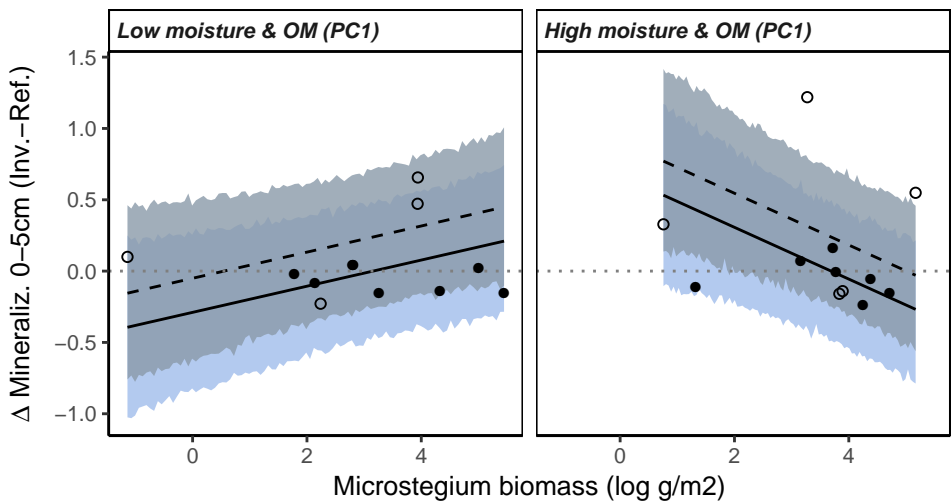 Low moisture & OM (PC1)
High moisture & OM (PC1)
Δ Mineraliz. 0−5cm (Inv.−Ref.)
1.5
1.0
0.5
0.0
−0.5
−1.0
0 2 4
0 2 4
Microstegium biomass (log g/m2)